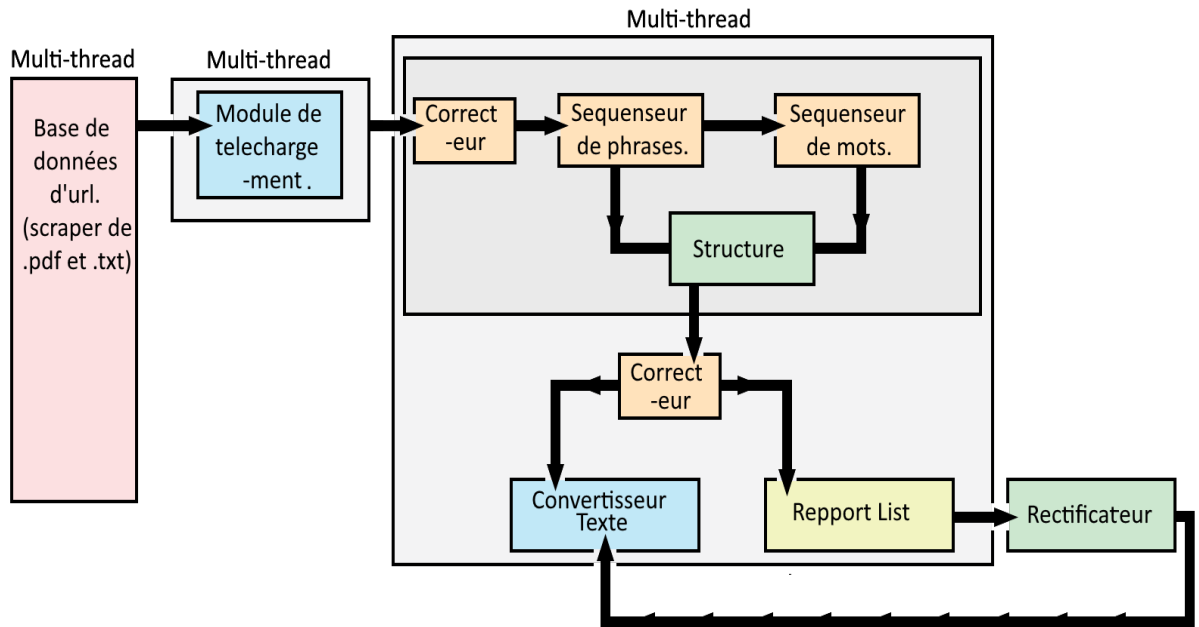 Multi-thread
Multi-thread
Multi-thread
Base de
données
d'url.
(scraper de
.pdf et .txt)
Module de
telecharge
-ment .
Correct
-eur
Sequenseur
de phrases.
Sequenseur
de mots.
Structure
Correct
-eur
Convertisseur
Texte
Repport List
Rectificateur